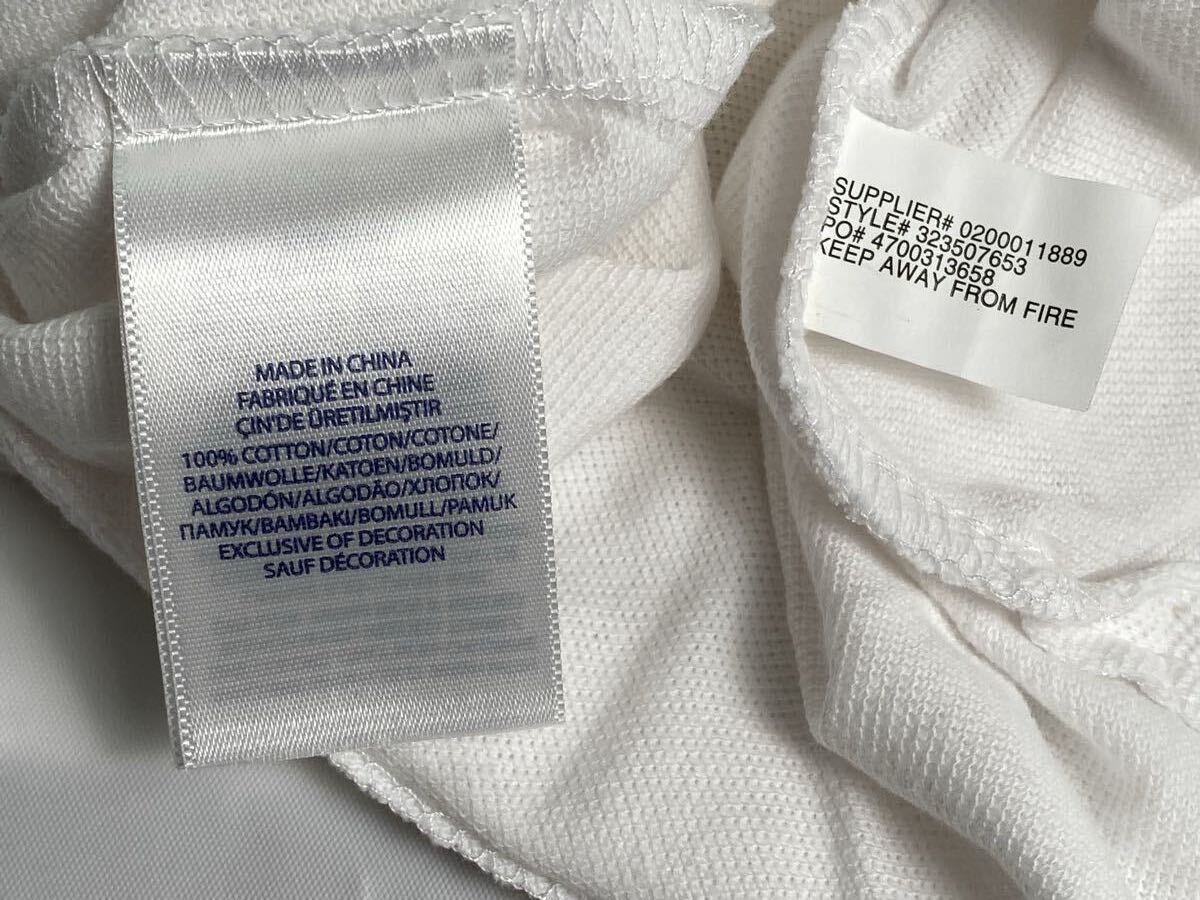 MADE IN CHINA
FABRIQUÉ EN CHINE
ÇIN'DE ÜRETILMIŞTIR
100% COTTON/COTON/COTONE/
BAUMWOLLE/KATOEN/BOMULD/
ALGODÓN/ALGODÃO/ХЛОПОК/
ПАМУК/BAMBAKI/BOMULL/PAMUK
EXCLUSIVE OF DECORATION
SAUF DÉCORATION
SUPPLIER# 0200011889
STYLE# 323507653
PO# 4700313658
KEEP AWAY FROM FIRE